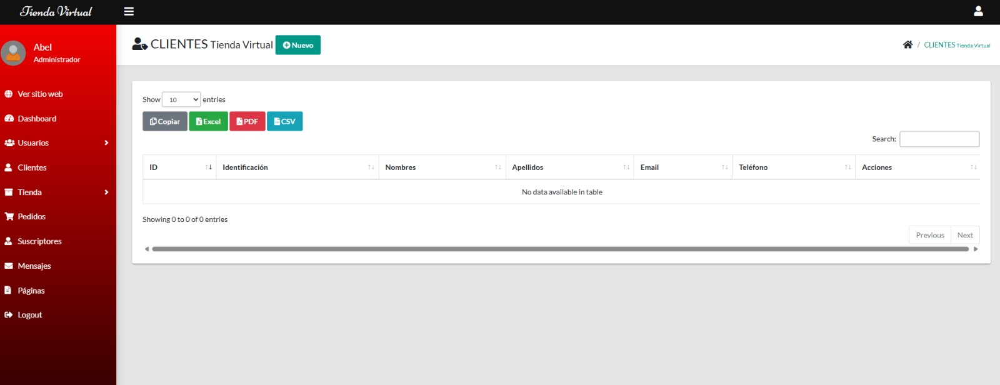 Tienda Virtual
Abel
Administrador
Ver sitio web
Dashboard
Usuarios
Clientes
Tienda
Pedidos
Suscriptores
Mensajes
Páginas
Logout
CLIENTES Tienda Virtual Nuevo
/ CLIENTES Tienda Virtual
Show 10 entries
Copiar Excel PDF CSV
Search:
ID Identificación Nombres Apellidos Email Teléfono Acciones
No data available in table
Showing 0 to 0 of 0 entries
Previous Next